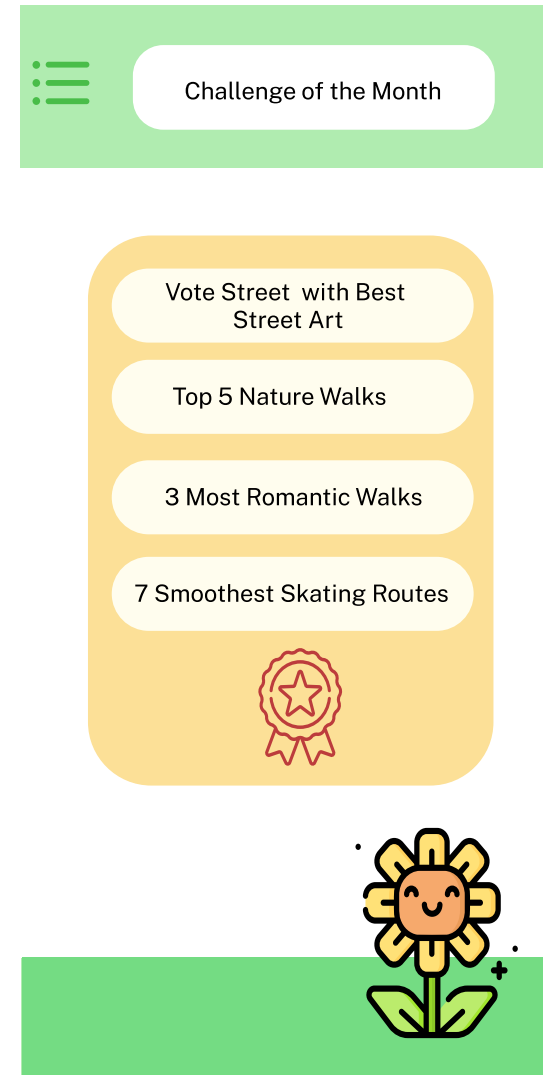 Challenge of the Month
Vote Street  with Best
Street Art
Top 5 Nature Walks
3 Most Romantic Walks
7 Smoothest Skating Routes